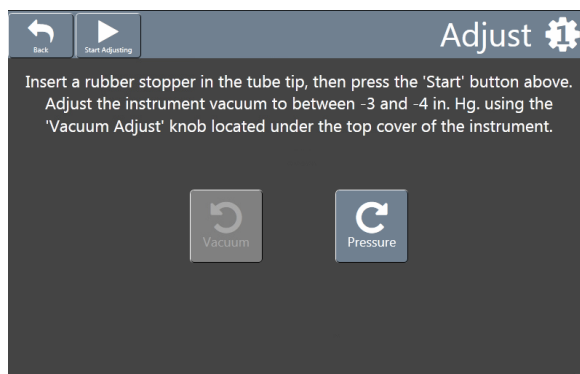 Back
Start Adjusting
Adjust 1
Insert a rubber stopper in the tube tip, then press the 'Start' button above.
Adjust the instrument vacuum to between -3 and -4 in. Hg. using the
'Vacuum Adjust' knob located under the top cover of the instrument.
Vacuum
Pressure